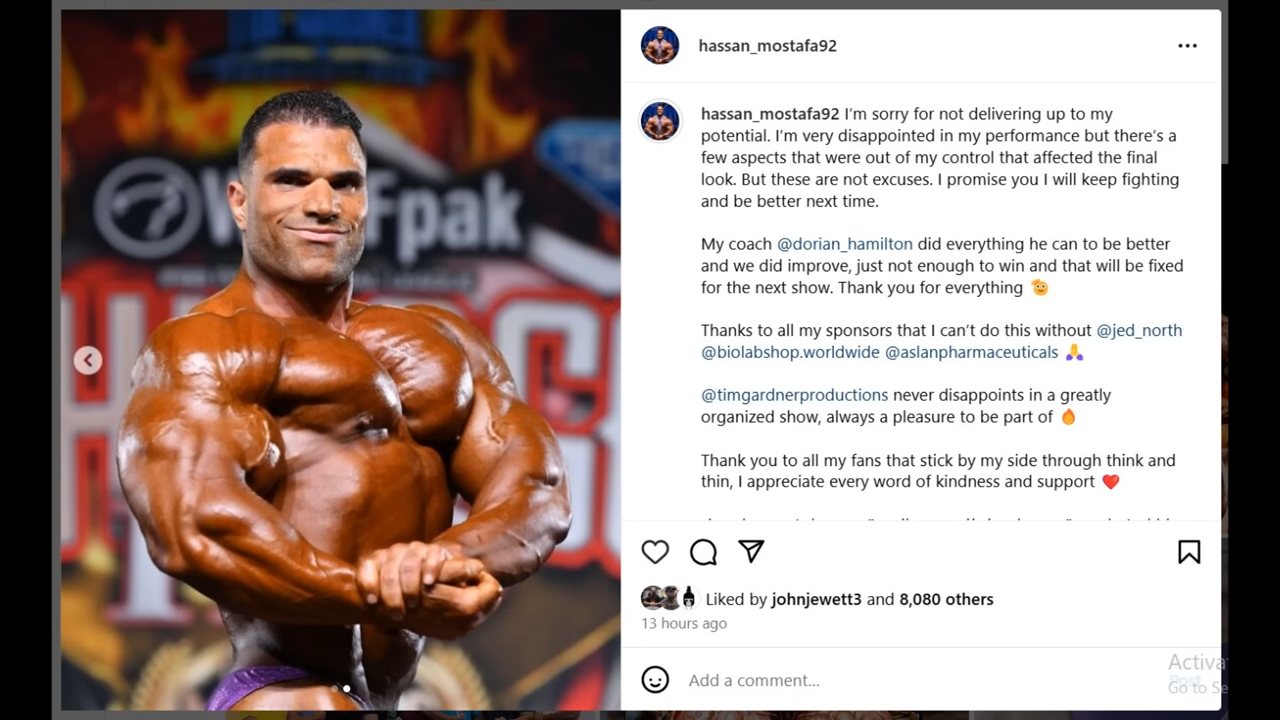 hassan_mostafa92
hassan_mostafa92 I'm sorry for not delivering up to my
potential. I'm very disappointed in my performance but there's a
few aspects that were out of my control that affected the final
look. But these are not excuses. I promise you I will keep fighting
and be better next time.
My coach @dorian_hamilton did everything he can to be better
and we did improve, just not enough to win and that will be fixed
for the next show. Thank you for everything 🫡
Thanks to all my sponsors that I can't do this without @jed_north
@biolabshop.worldwide @aslanpharmaceuticals 🙏
@timgardnerproductions never disappoints in a greatly
organized show, always a pleasure to be part of 🔥
Thank you to all my fans that stick by my side through think and
thin, I appreciate every word of kindness and support ❤️
Liked by johnjewett3 and 8,080 others
13 hours ago
Add a comment...
Post
Activa
Go to Se
fpak